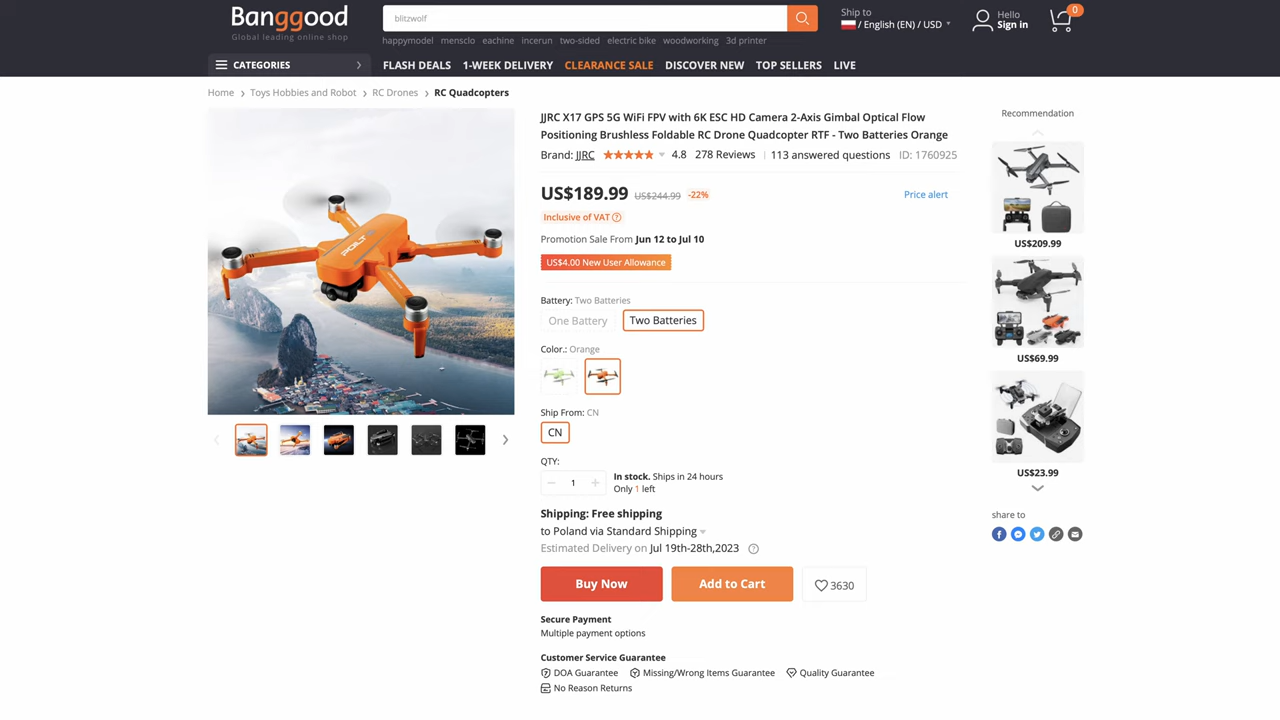 Banggood
Global leading online shop
blitzwolf
happymodel mensclo eachine incerun two-sided electric bike woodworking 3d printer
Ship to
/ English (EN) / USD
Hello
Sign in
0
CATEGORIES
FLASH DEALS 1-WEEK DELIVERY CLEARANCE SALE DISCOVER NEW TOP SELLERS LIVE
Home > Toys Hobbies and Robot > RC Drones > RC Quadcopters
JJRC X17 GPS 5G WiFi FPV with 6K ESC HD Camera 2-Axis Gimbal Optical Flow
Positioning Brushless Foldable RC Drone Quadcopter RTF - Two Batteries Orange
Brand: JJRC 4.8 278 Reviews | 113 answered questions ID: 1760925
US$189.99 US$244.99 -22%
Price alert
Inclusive of VAT
Promotion Sale From Jun 12 to Jul 10
US$4.00 New User Allowance
Battery: Two Batteries
One Battery Two Batteries
Color.: Orange
Ship From: CN
CN
QTY:
1
In stock. Ships in 24 hours
Only 1 left
Shipping: Free shipping
to Poland via Standard Shipping
Estimated Delivery on Jul 19th-28th,2023
Buy Now
Add to Cart
3630
Secure Payment
Multiple payment options
Customer Service Guarantee
DOA Guarantee Missing/Wrong Items Guarantee Quality Guarantee
No Reason Returns
Recommendation
US$209.99
US$69.99
US$23.99
share to